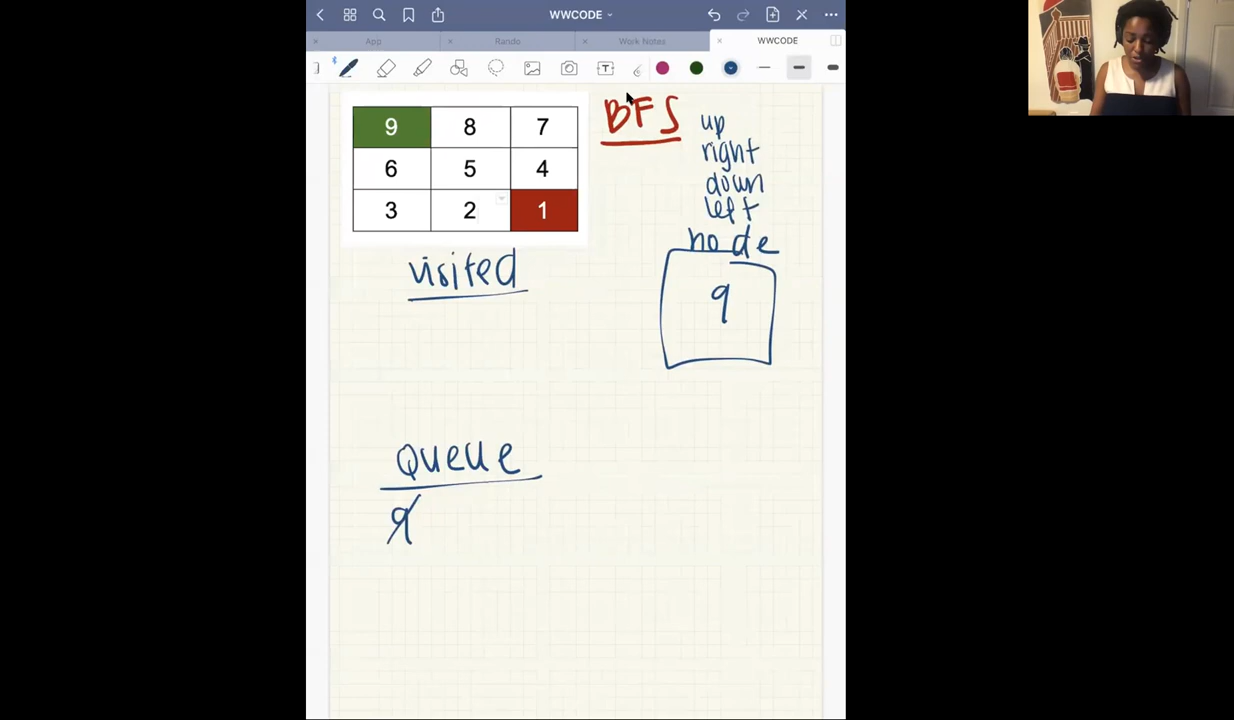 WWCODE
App
Rando
Work Notes
WWCODE
T
9 8 7
6 5 4
3 2 1
BFS
up
right
down
left
node
9
visited
Queue
9